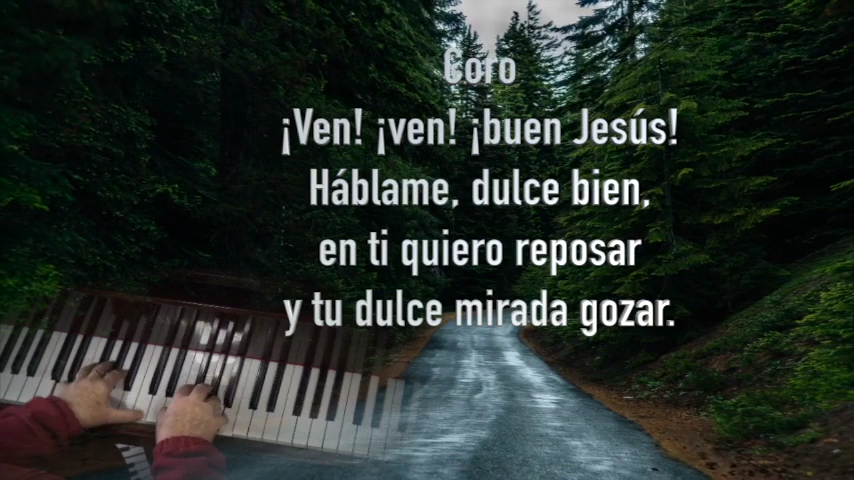 Coro
¡Ven! ¡ven! ¡buen Jesús!
Háblame, dulce bien,
en ti quiero reposar
y tu dulce mirada gozar.